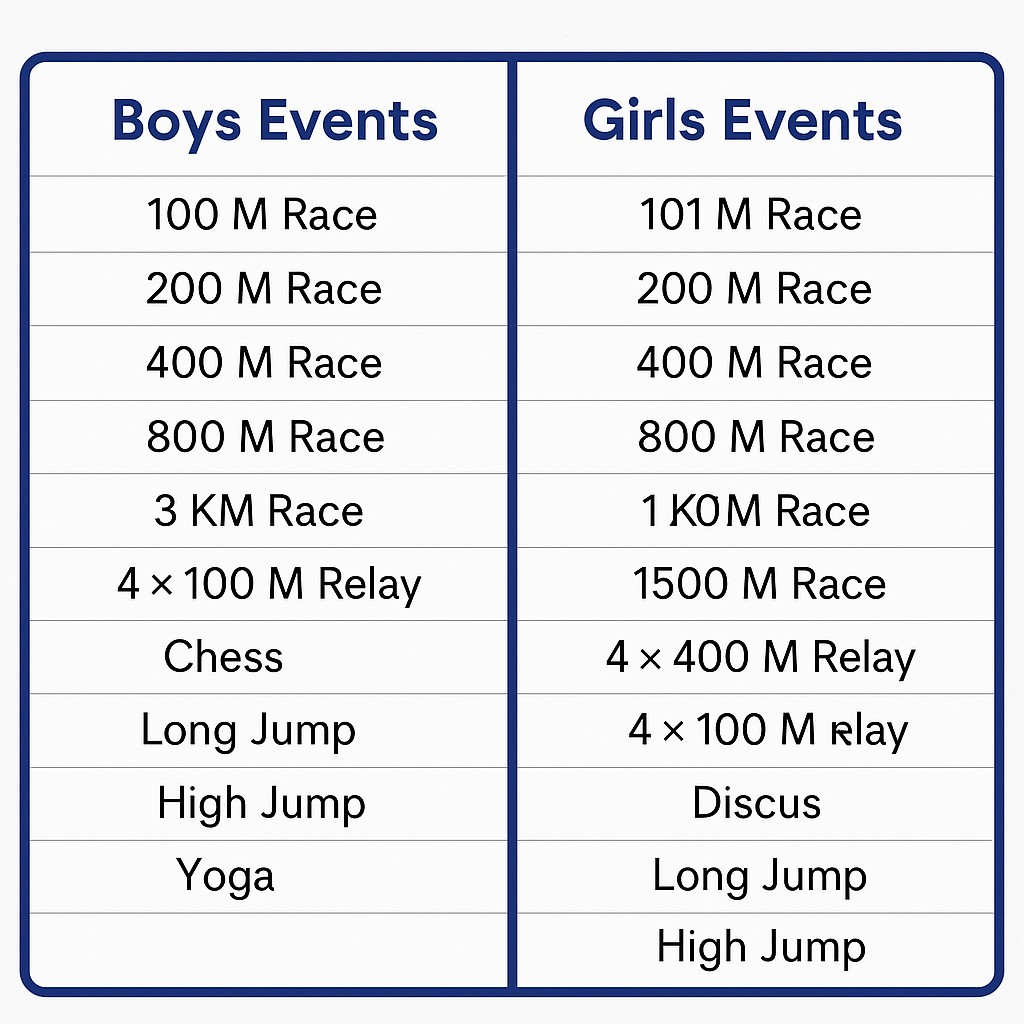 Boys Events
Girls Events
100 M Race
101 M Race
200 M Race
200 M Race
400 M Race
400 M Race
800 M Race
800 M Race
3 KM Race
1 K0M Race
4 × 100 M Relay
1500 M Race
Chess
4 × 400 M Relay
Long Jump
4 × 100 M ʀlay
High Jump
Discus
Yoga
Long Jump
High Jump